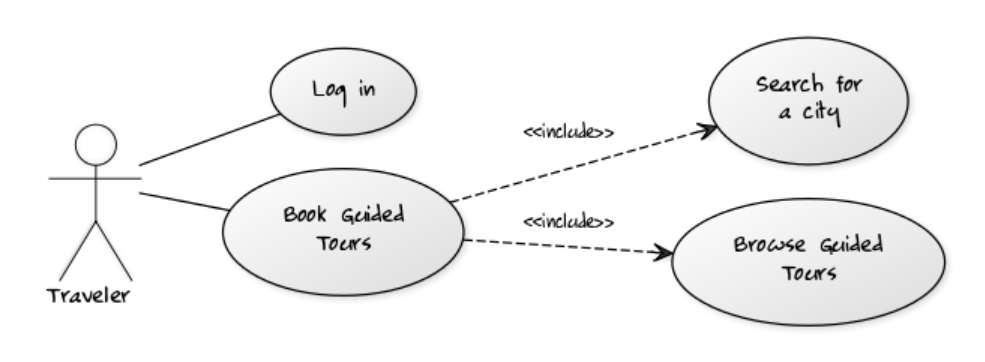 Log in
Search for
a city
<<include>>
Book Guided
Tours
<<include>>
Browse Guided
Tours
Traveler